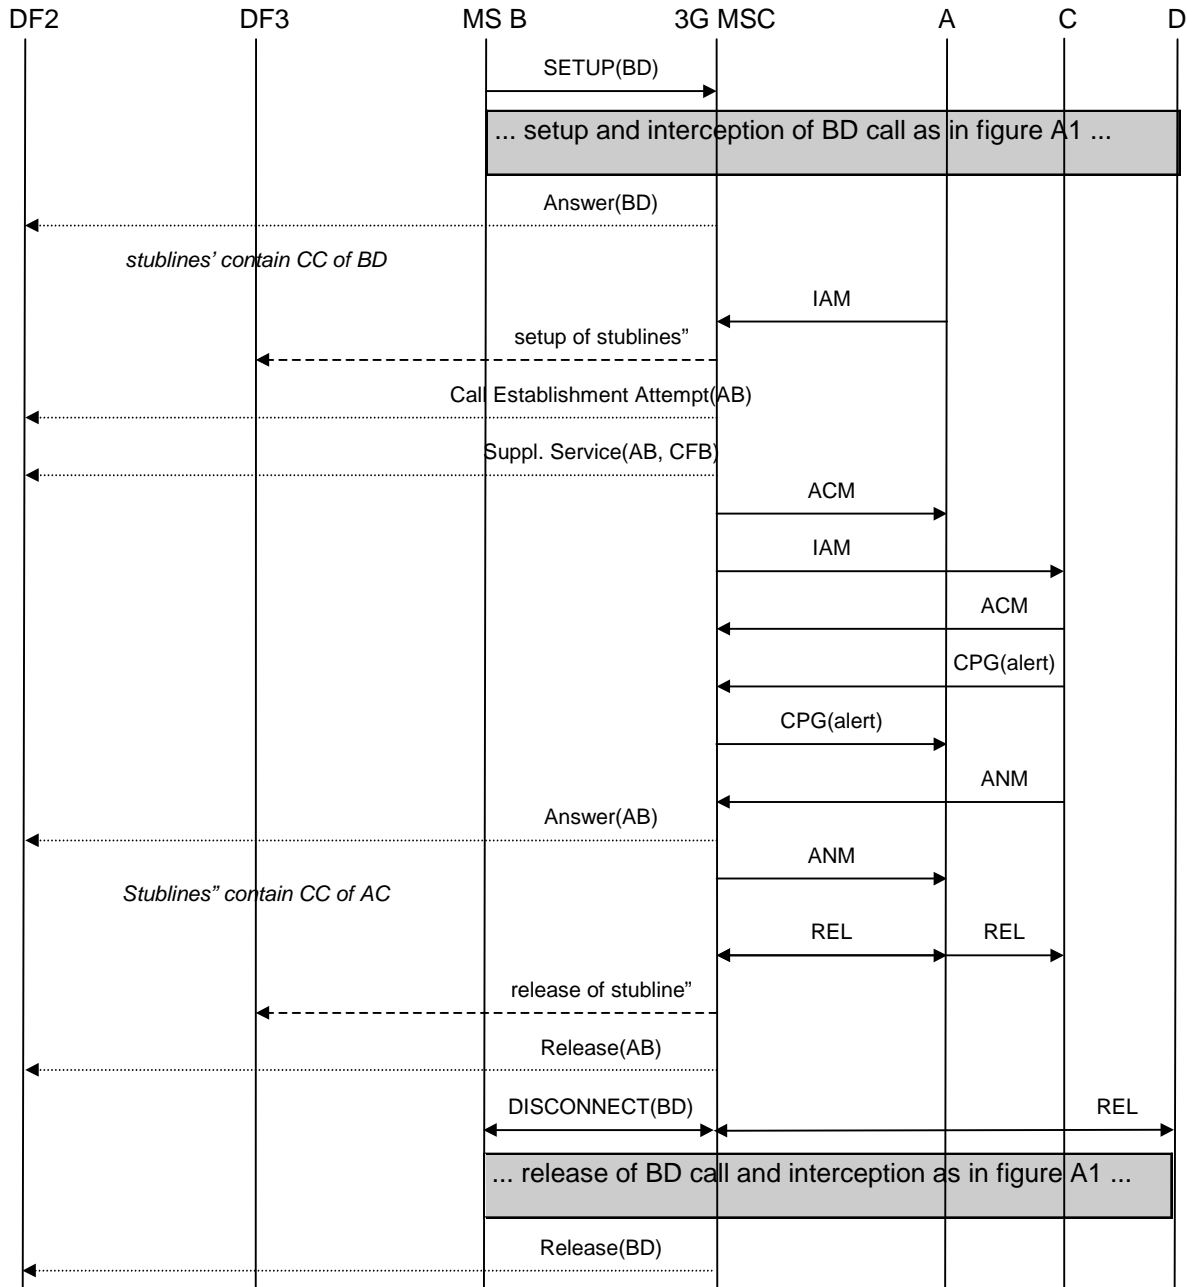 DF2 DF3 MS B 3G MSC A C D
SETUP(BD)
... setup and interception of BD call as in figure A1 ...
Answer(BD)
stublines’ contain CC of BD
IAM
setup of stublines”
Call Establishment Attempt(AB)
Suppl. Service(AB, CFB)
ACM
IAM
ACM
CPG(alert)
CPG(alert)
ANM
Answer(AB)
ANM
Stublines” contain CC of AC
REL REL
release of stubline”
Release(AB)
DISCONNECT(BD) REL
... release of BD call and interception as in figure A1 ...
Release(BD)